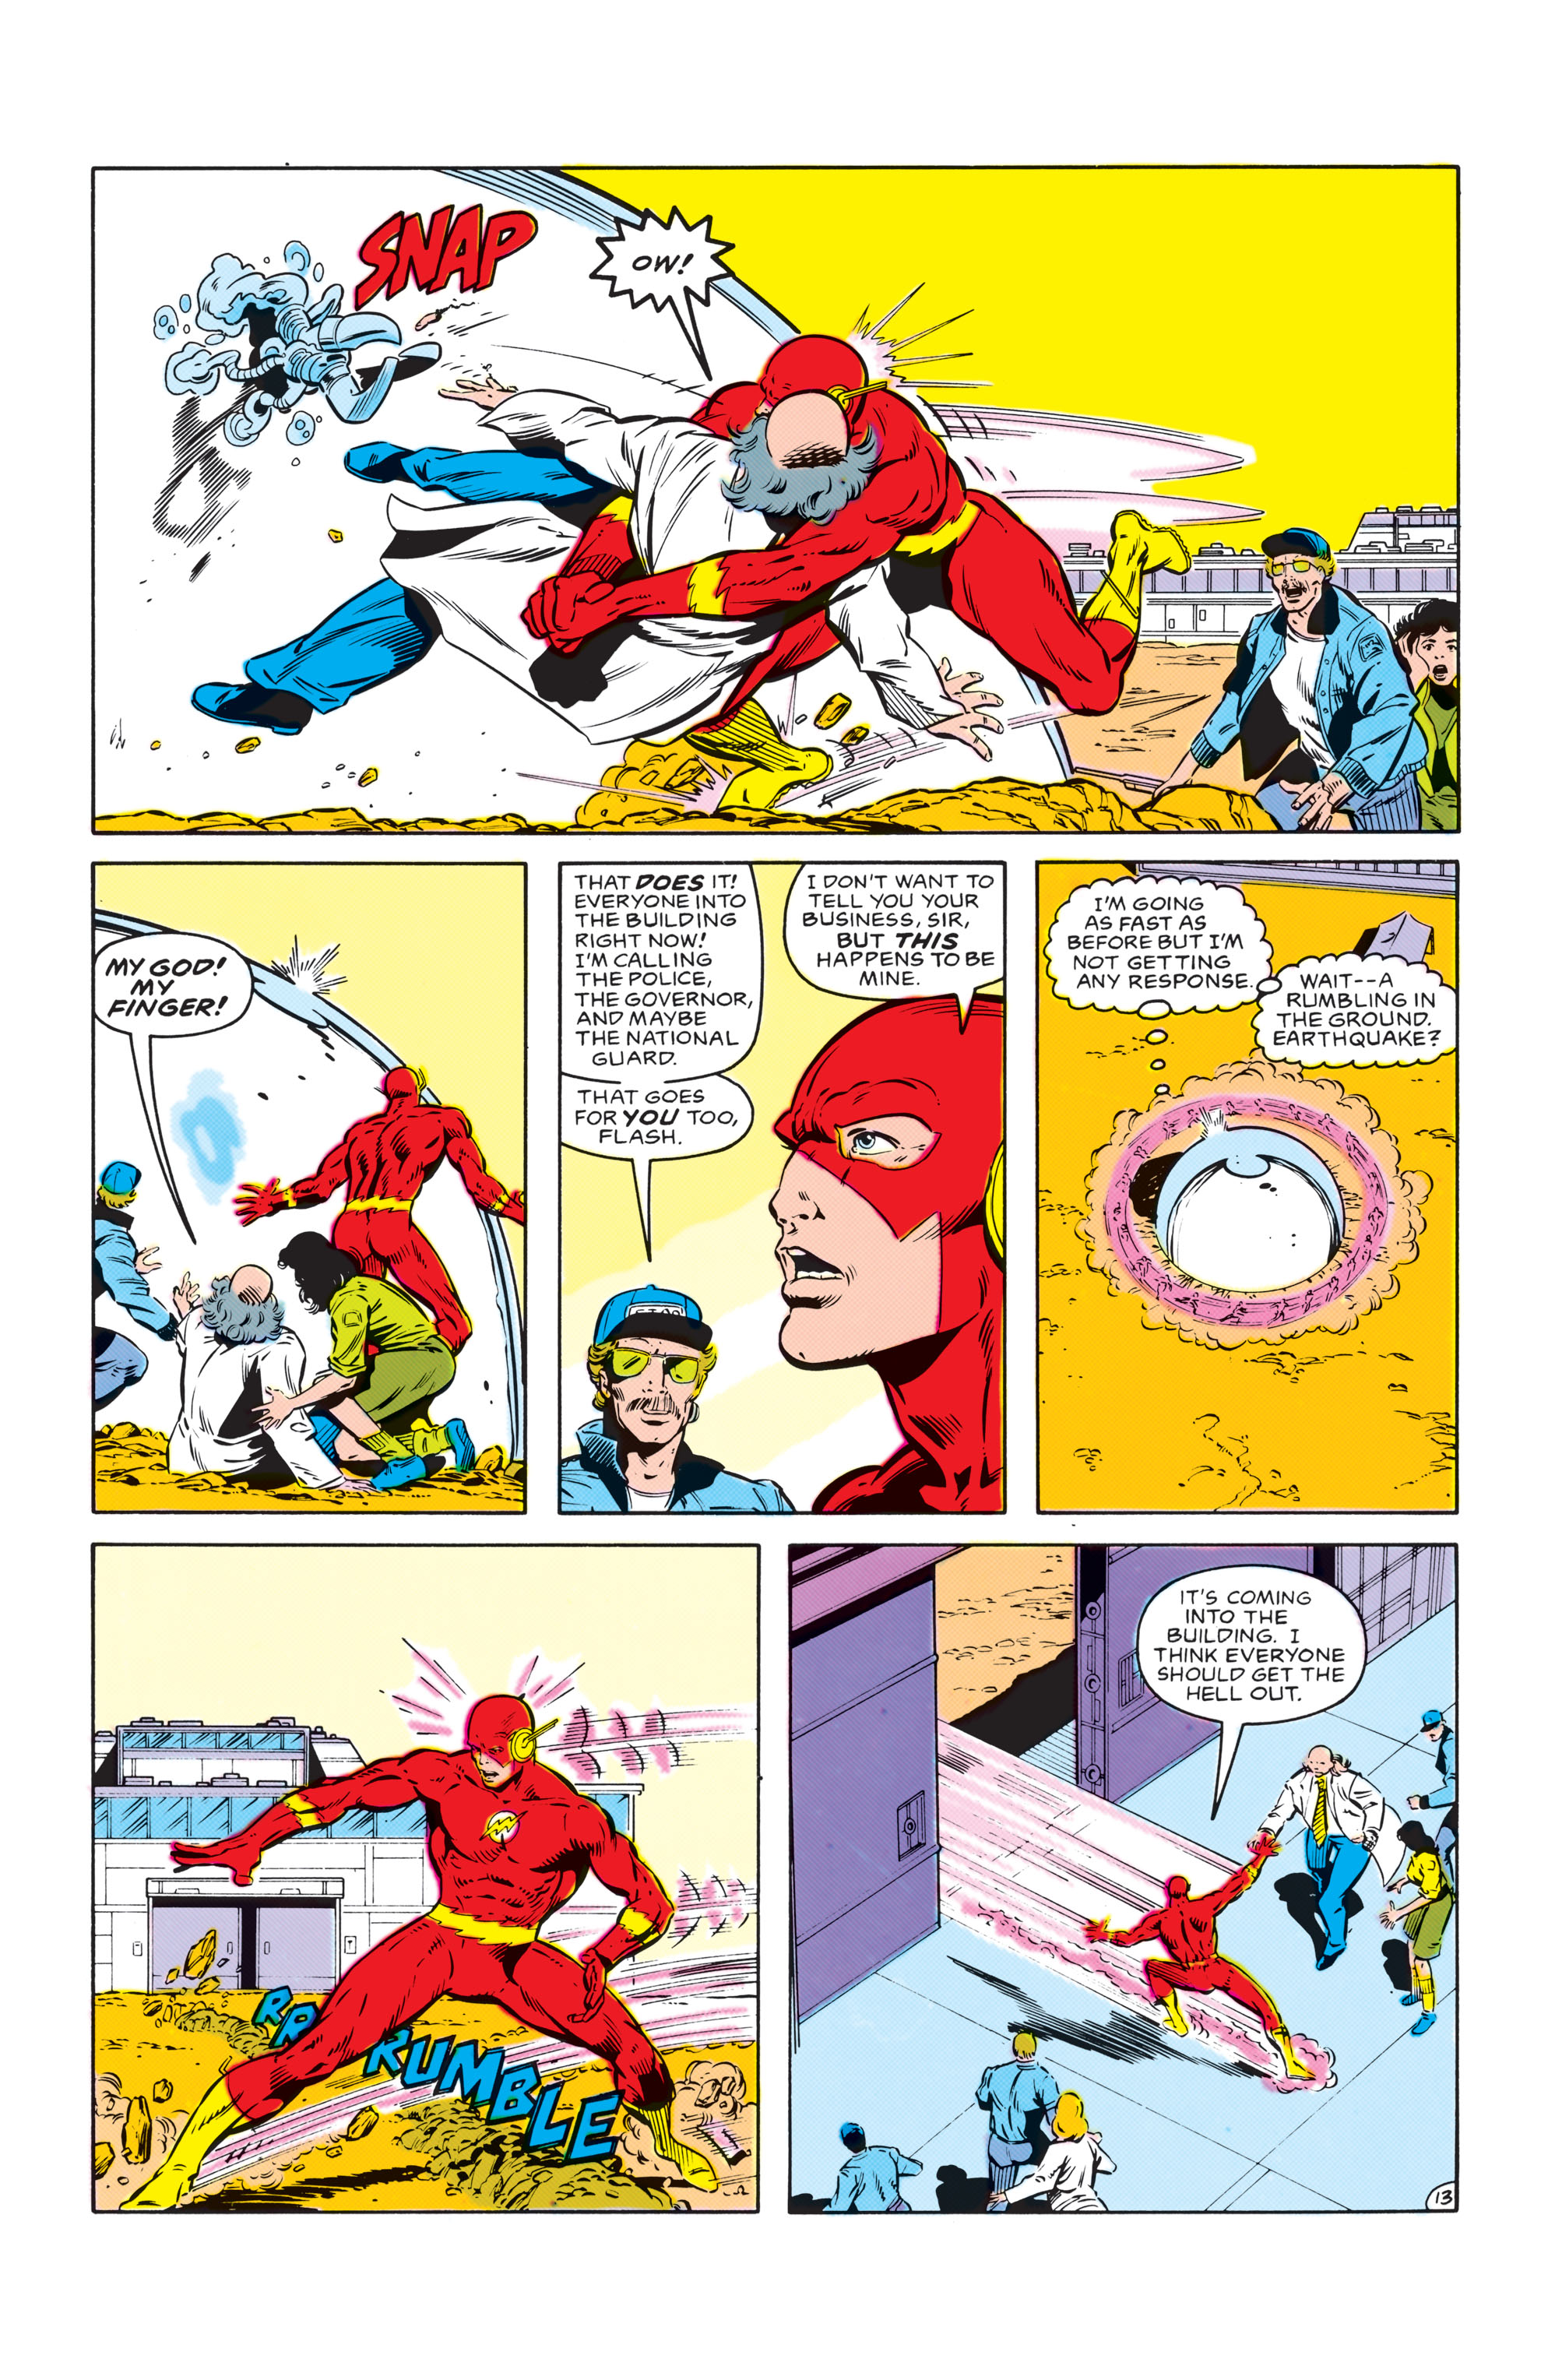 SNAP
OW!
MY GOD!
MY
FINGER!
THAT DOES IT!
EVERYONE INTO
THE BUILDING
RIGHT NOW!
I'M CALLING
THE POLICE,
THE GOVERNOR,
AND MAYBE
THE NATIONAL
GUARD.
THAT GOES
FOR YOU TOO,
FLASH.
I DON'T WANT TO
TELL YOU YOUR
BUSINESS, SIR,
BUT THIS
HAPPENS TO BE
MINE.
I'M GOING
AS FAST AS
BEFORE BUT I'M
NOT GETTING
ANY RESPONSE.
WAIT--A
RUMBLING IN
THE GROUND.
EARTHQUAKE?
RR
RUMBLE
IT'S COMING
INTO THE
BUILDING. I
THINK EVERYONE
SHOULD GET THE
HELL OUT.
13